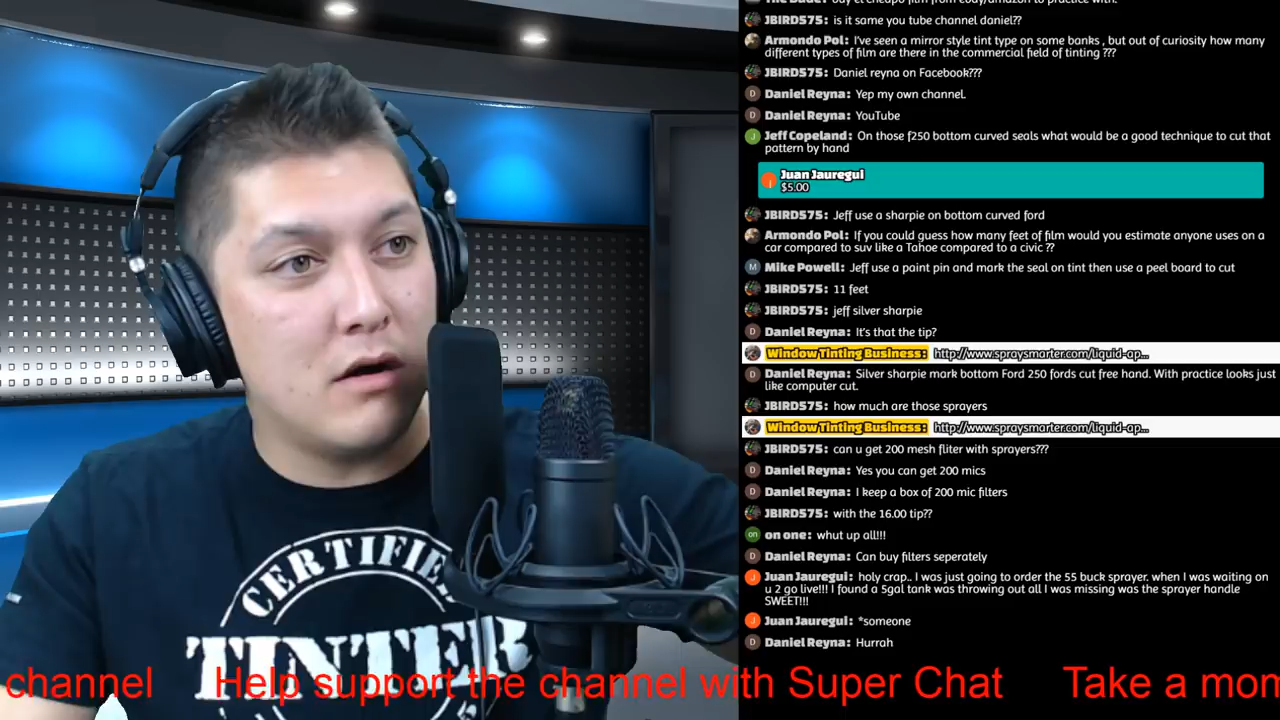 buy el cheapo film from ebay/amazon to practice with.
JBIRD575: is it same you tube channel daniel??
Armondo Pol: I've seen a mirror style tint type on some banks , but out of curiosity how many
different types of film are there in the commercial field of tinting ???
JBIRD575: Daniel reyna on Facebook???
Daniel Reyna: Yep my own channel.
Daniel Reyna: YouTube
Jeff Copeland: On those f250 bottom curved seals what would be a good technique to cut that
pattern by hand
Juan Jauregui
$5.00
JBIRD575: Jeff use a sharpie on bottom curved ford
Armondo Pol: If you could guess how many feet of film would you estimate anyone uses on a
car compared to suv like a Tahoe compared to a civic ??
Mike Powell: Jeff use a paint pin and mark the seal on tint then use a peel board to cut
JBIRD575: 11 feet
JBIRD575: jeff silver sharpie
Daniel Reyna: It's that the tip?
Window Tinting Business: http://www.spraysmarter.com/liquid-ap...
Daniel Reyna: Silver sharpie mark bottom Ford 250 fords cut free hand. With practice looks just
like computer cut.
JBIRD575: how much are those sprayers
Window Tinting Business: http://www.spraysmarter.com/liquid-ap...
JBIRD575: can u get 200 mesh fliter with sprayers???
Daniel Reyna: Yes you can get 200 mics
Daniel Reyna: I keep a box of 200 mic filters
JBIRD575: with the 16.00 tip??
on one: whut up all!!!
Daniel Reyna: Can buy filters seperately
Juan Jauregui: holy crap.. I was just going to order the 55 buck sprayer. when I was waiting on
u 2 go live!!! I found a 5gal tank was throwing out all I was missing was the sprayer handle
SWEET!!!
Juan Jauregui: *someone
Daniel Reyna: Hurrah
CERTIFIED
TINTER
channel Help support the channel with Super Chat Take a mom